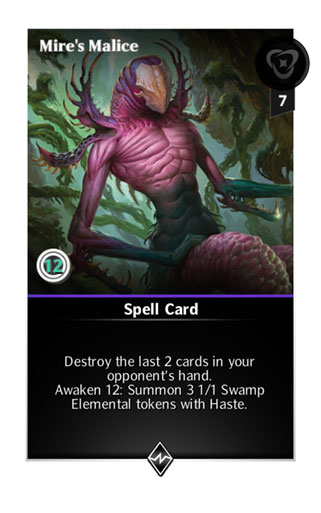 Mire's Malice
7
12
Spell Card
Destroy the last 2 cards in your
opponent's hand.
Awaken 12: Summon 3 1/1 Swamp
Elemental tokens with Haste.